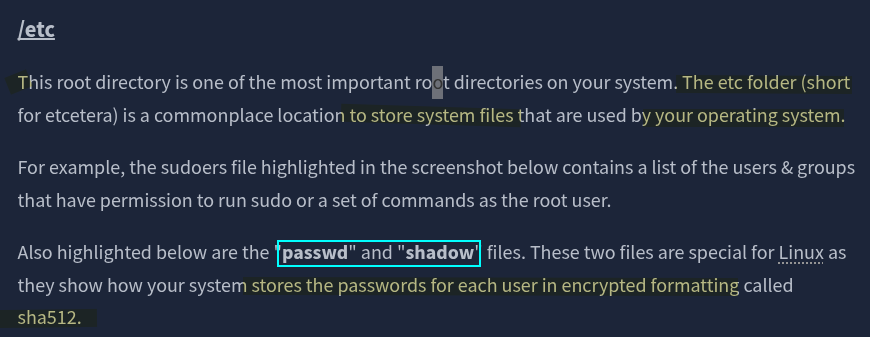 /etc
This root directory is one of the most important root directories on your system. The etc folder (short
for etcetera) is a commonplace location to store system files that are used by your operating system.
For example, the sudoers file highlighted in the screenshot below contains a list of the users & groups
that have permission to run sudo or a set of commands as the root user.
Also highlighted below are the "passwd" and "shadow" files. These two files are special for Linux as
they show how your system stores the passwords for each user in encrypted formatting called
sha512.